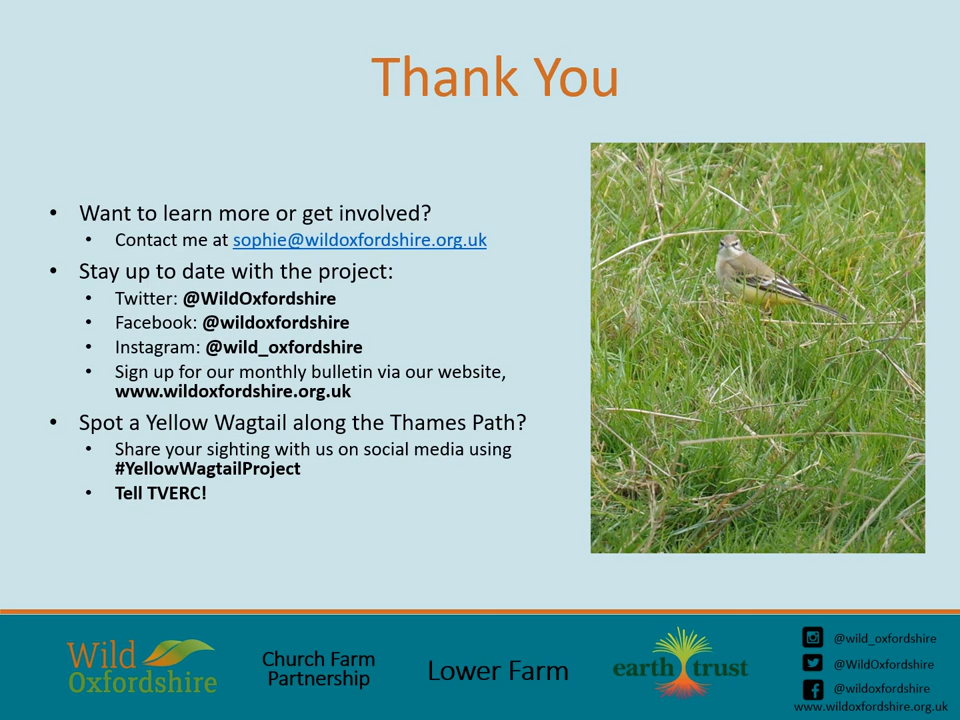 Thank You
• Want to learn more or get involved?
• Contact me at sophie@wildoxfordshire.org.uk
• Stay up to date with the project:
• Twitter: @WildOxfordshire
• Facebook: @wildoxfordshire
• Instagram: @wild_oxfordshire
• Sign up for our monthly bulletin via our website,
www.wildoxfordshire.org.uk
• Spot a Yellow Wagtail along the Thames Path?
• Share your sighting with us on social media using
#YellowWagtailProject
• Tell TVERC!
Wild
Oxfordshire
Church Farm
Partnership
Lower Farm
earth trust
@wild_oxfordshire
@WildOxfordshire
@wildoxfordshire
www.wildoxfordshire.org.uk